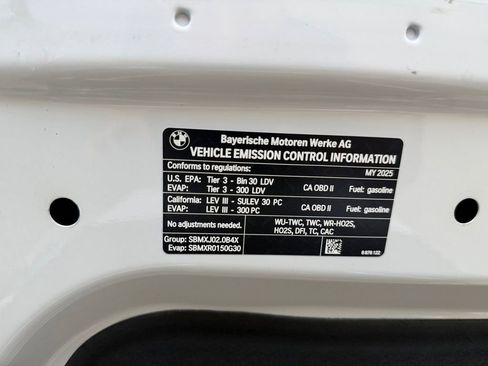 BMW
Bayerische Motoren Werke AG
VEHICLE EMISSION CONTROL INFORMATION
Conforms to regulations: MY 2025
U.S. EPA: Tier 3 - Bin 30 LDV
EVAP: Tier 3 - 300 LDV CA OBD II Fuel: gasoline
California: LEV III - SULEV 30 PC
EVAP: LEV III - 300 PC CA OBD II Fuel: gasoline
No adjustments needed. WU-TWC, TWC, WR-HO2S,
HO2S, DFI, TC, CAC
Group: SBMXJ02.0B4X
Evap: SBMXR0150G30